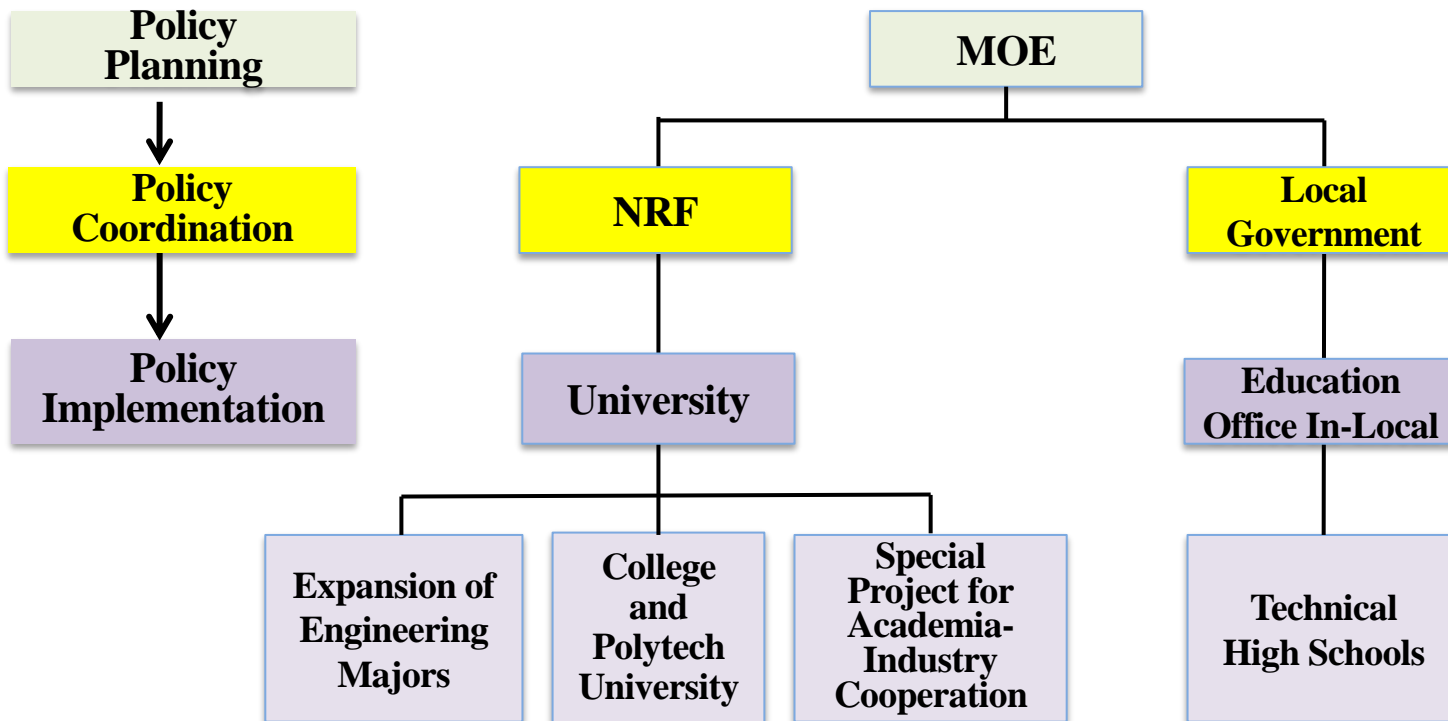 Policy
Planning
MOE
Policy
Coordination
NRF
Local
Government
Policy
Implementation
University
Education
Office In-Local
Expansion of
Engineering
Majors
College
and
Polytech
University
Special
Project for
Academia-
Industry
Cooperation
Technical
High Schools